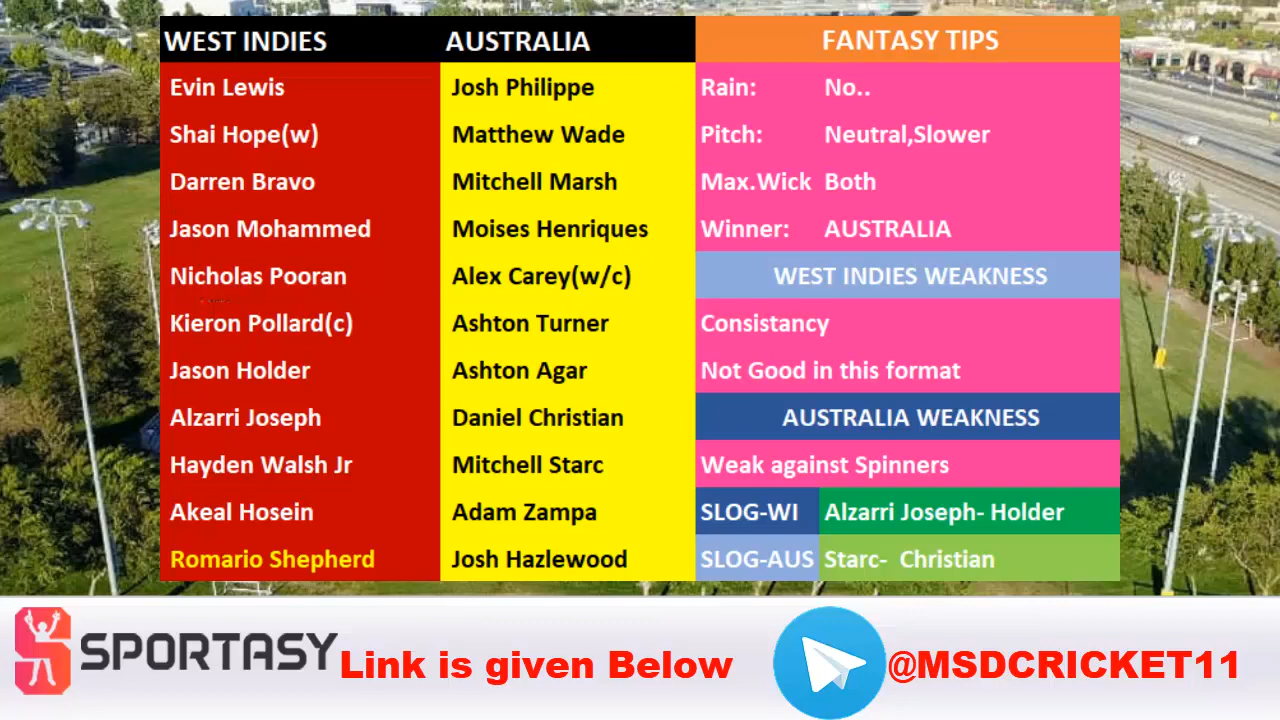 WEST INDIES AUSTRALIA FANTASY TIPS
Evin Lewis Josh Philippe Rain: No..
Shai Hope(w) Matthew Wade Pitch: Neutral,Slower
Darren Bravo Mitchell Marsh Max.Wick Both
Jason Mohammed Moises Henriques Winner: AUSTRALIA
Nicholas Pooran Alex Carey(w/c) WEST INDIES WEAKNESS
Kieron Pollard(c) Ashton Turner Consistancy
Jason Holder Ashton Agar Not Good in this format
Alzarri Joseph Daniel Christian AUSTRALIA WEAKNESS
Hayden Walsh Jr Mitchell Starc Weak against Spinners
Akeal Hosein Adam Zampa SLOG-WI Alzarri Joseph- Holder
Romario Shepherd Josh Hazlewood SLOG-AUS Starc- Christian
SPORTASY Link is given Below @MSDCRICKET11